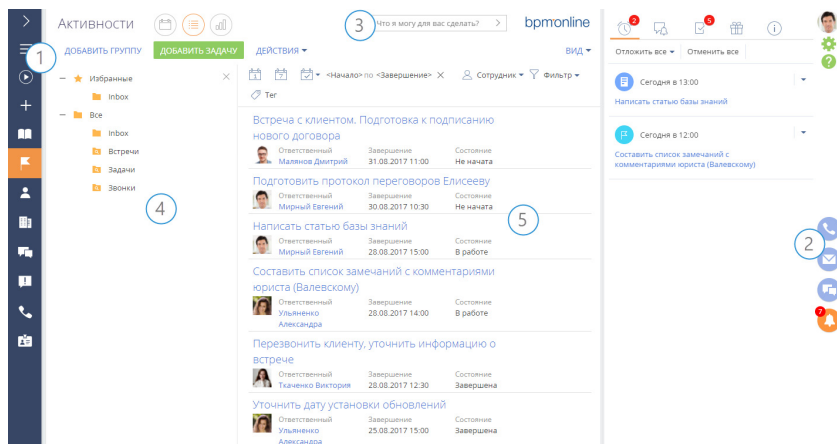 Активности
3
Что я могу для вас сделать?
bpmonline
1
ДОБАВИТЬ ГРУППУ
ДОБАВИТЬ ЗАДАЧУ
ДЕЙСТВИЯ
ВИД
Избранные
Inbox
Все
Inbox
Встречи
Задачи
Звонки
4
<Начало> по <Завершение>
Сотрудник
Фильтр
Тег
Встреча с клиентом. Подготовка к подписанию
нового договора
Ответственный Завершение Состояние
Малянов Дмитрий 31.08.2017 11:00 Не начата
Подготовить протокол переговоров Елисееву
Ответственный Завершение Состояние
Мирный Евгений 30.08.2017 10:30 Не начата
5
Написать статью базы знаний
Ответственный Завершение Состояние
Мирный Евгений 28.08.2017 15:00 В работе
Составить список замечаний с комментариями
юриста (Валевскому)
Ответственный Завершение Состояние
Ульяненко 28.08.2017 14:00 В работе
Александра
Перезвонить клиенту, уточнить информацию о
встрече
Ответственный Завершение Состояние
Ткаченко Виктория 28.08.2017 12:30 Завершена
Уточнить дату установки обновлений
Ответственный Завершение Состояние
Ульяненко 25.08.2017 15:00 Завершена
Александра
2
5
Отложить все Отменить все
Сегодня в 13:00
Написать статью базы знаний
Сегодня в 12:00
Составить список замечаний с
комментариями юриста (Валевскому)
2
7